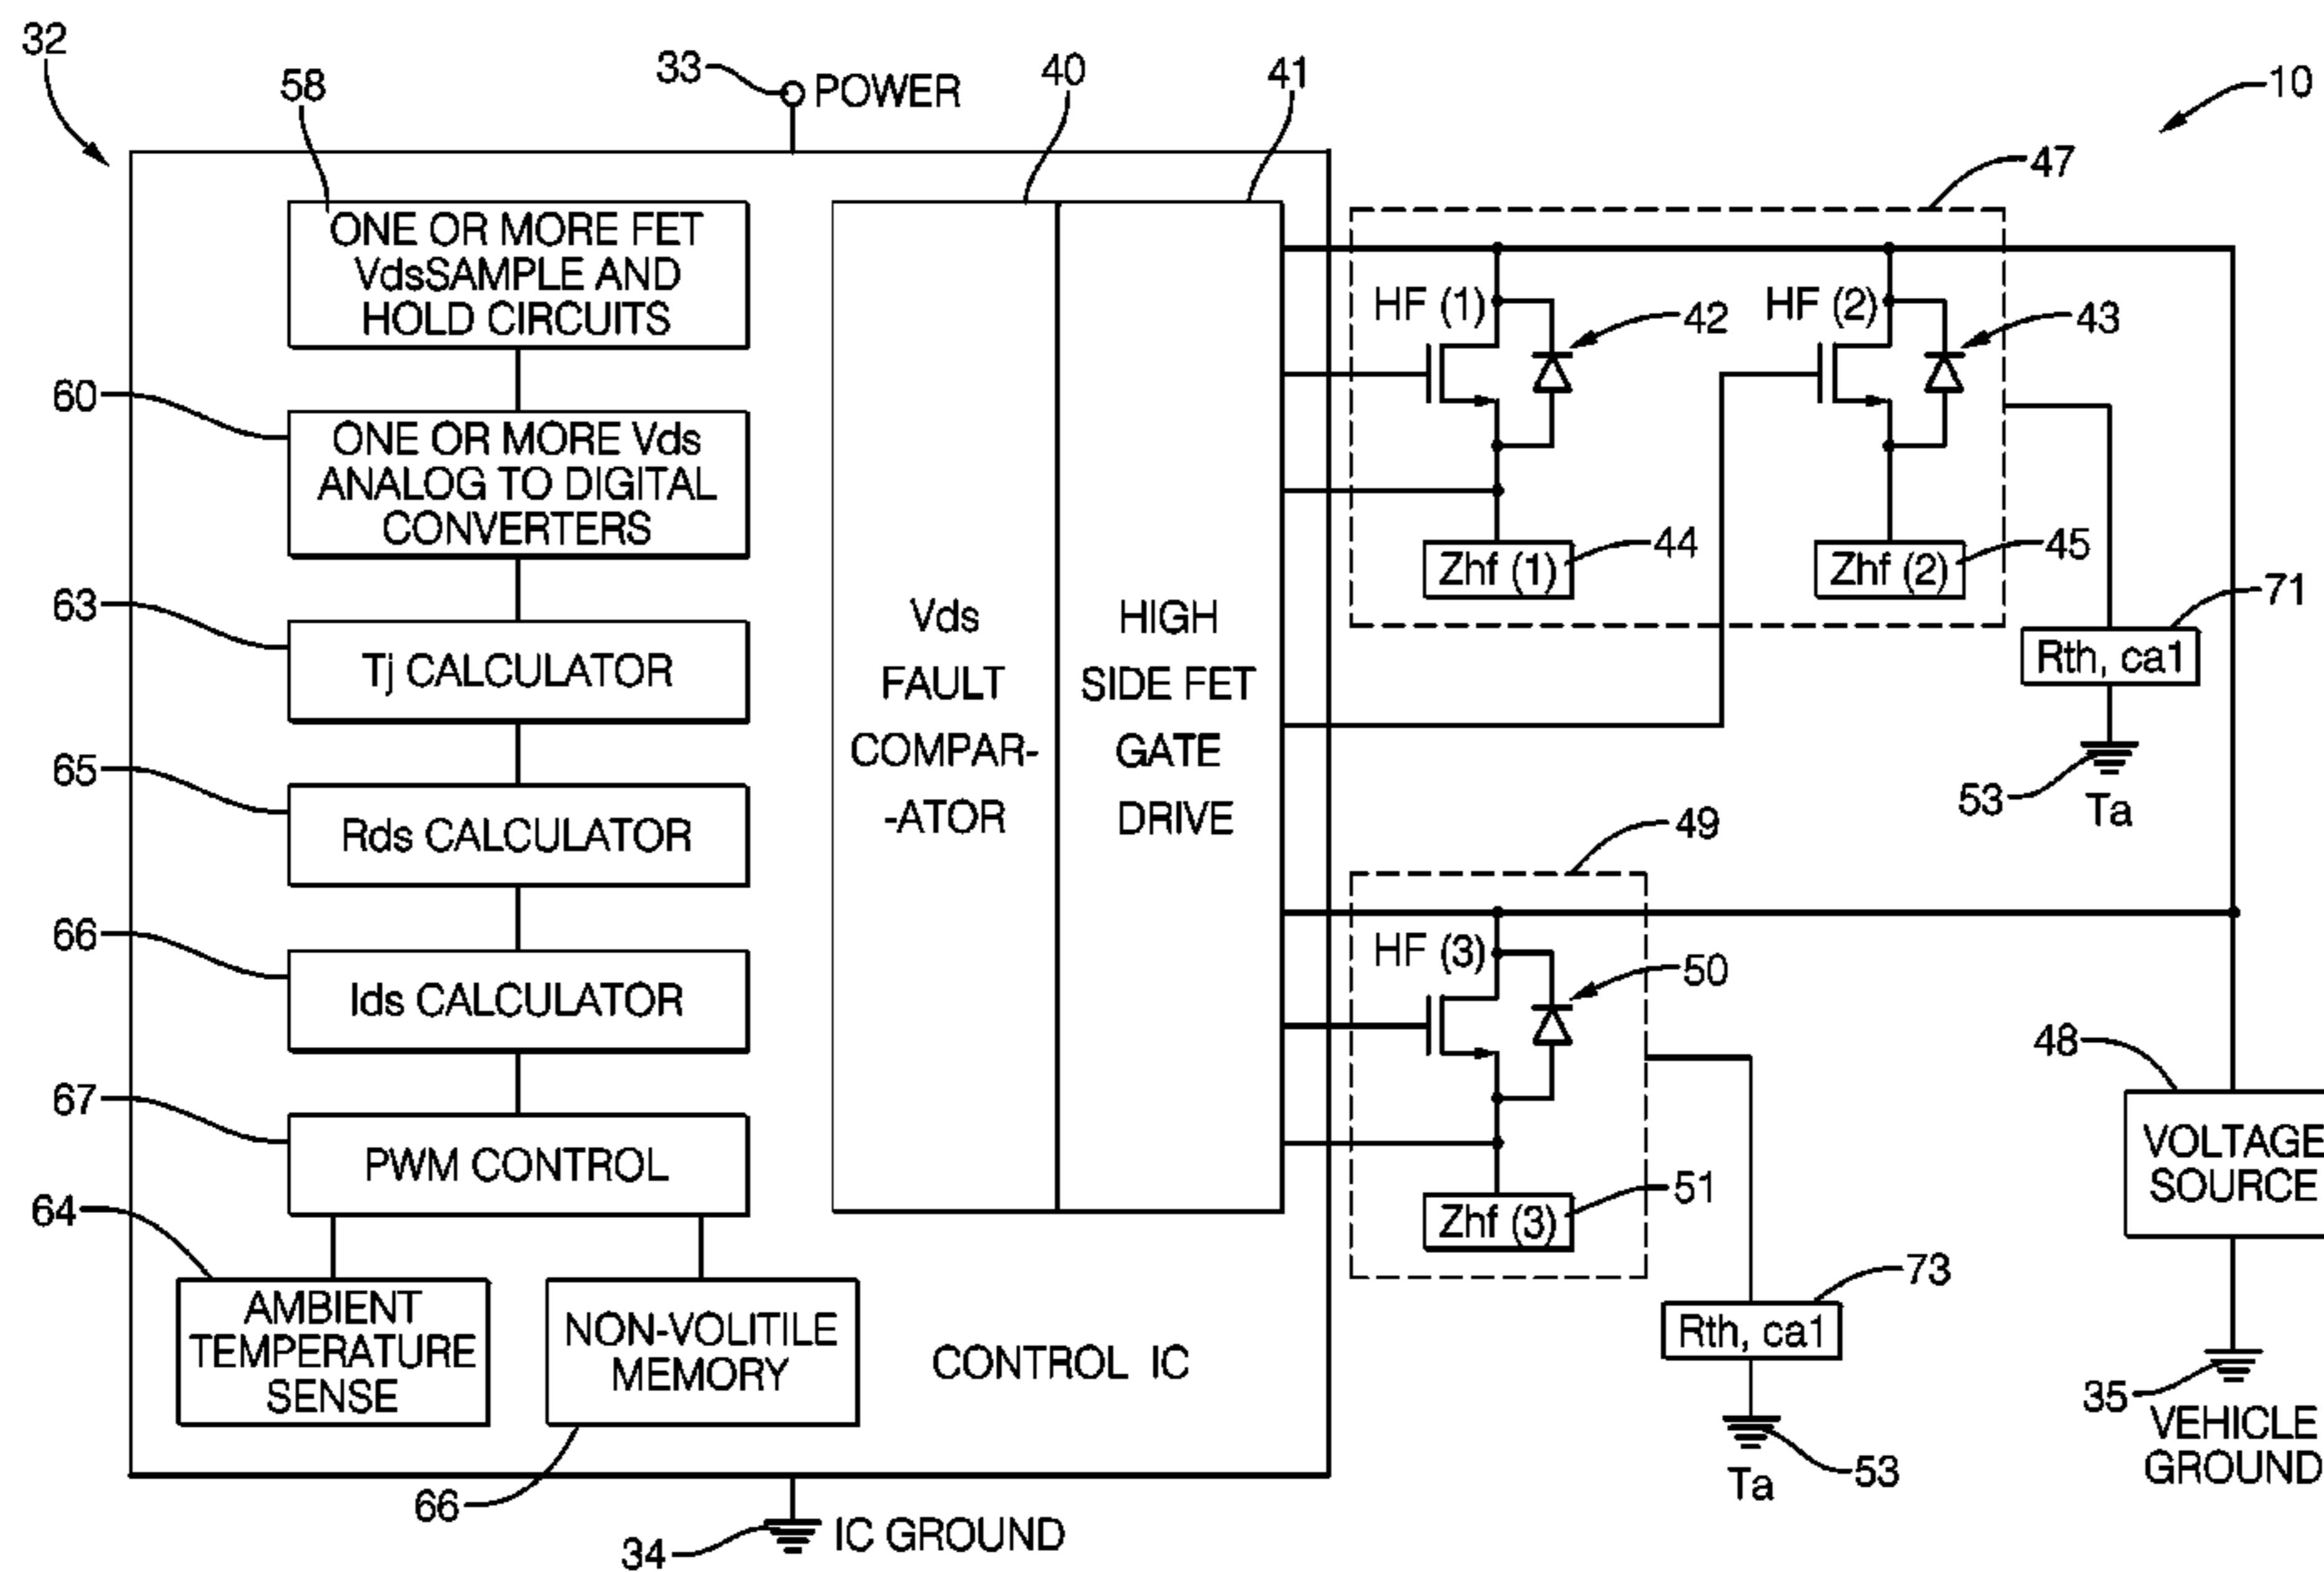 32
58
33
POWER
40
41
10
47
ONE OR MORE FET
VdsSAMPLE AND
HOLD CIRCUITS
HF (1)
42
HF (2)
43
60
ONE OR MORE Vds
ANALOG TO DIGITAL
CONVERTERS
Zhf (1)
44
Zhf (2)
45
63
Tj CALCULATOR
Vds
FAULT
COMPAR-
-ATOR
HIGH
SIDE FET
GATE
DRIVE
71
Rth, ca1
53
Ta
65
Rds CALCULATOR
49
66
Ids CALCULATOR
HF (3)
50
48
VOLTAGE
SOURCE
67
PWM CONTROL
Zhf (3)
51
64
AMBIENT
TEMPERATURE
SENSE
NON-VOLITILE
MEMORY
66
CONTROL IC
73
Rth, ca1
53
Ta
35
VEHICLE
GROUND
34
IC GROUND